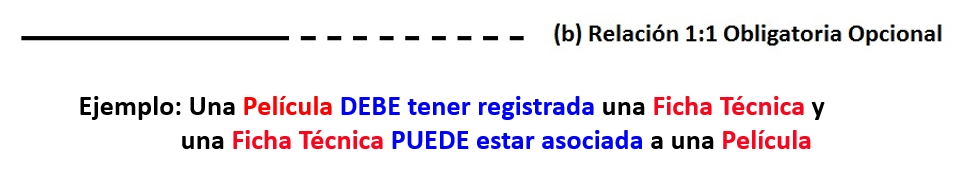 (b) Relación 1:1 Obligatoria Opcional
Ejemplo: Una Película DEBE tener registrada una Ficha Técnica y
una Ficha Técnica PUEDE estar asociada a una Película